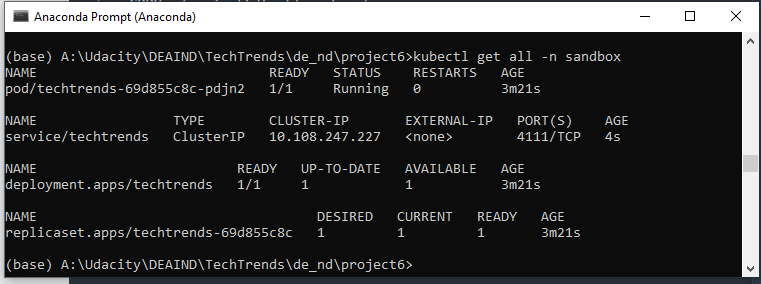 Anaconda Prompt (Anaconda)
(base) A:\Udacity\DEAIND\TechTrends\de_nd\project6>kubectl get all -n sandbox
NAME READY STATUS RESTARTS AGE
pod/techtrends-69d855c8c-pdjn2 1/1 Running 0 3m21s
NAME TYPE CLUSTER-IP EXTERNAL-IP PORT(S) AGE
service/techtrends ClusterIP 10.108.247.227 <none> 4111/TCP 4s
NAME READY UP-TO-DATE AVAILABLE AGE
deployment.apps/techtrends 1/1 1 1 3m21s
NAME DESIRED CURRENT READY AGE
replicaset.apps/techtrends-69d855c8c 1 1 1 3m21s
(base) A:\Udacity\DEAIND\TechTrends\de_nd\project6>